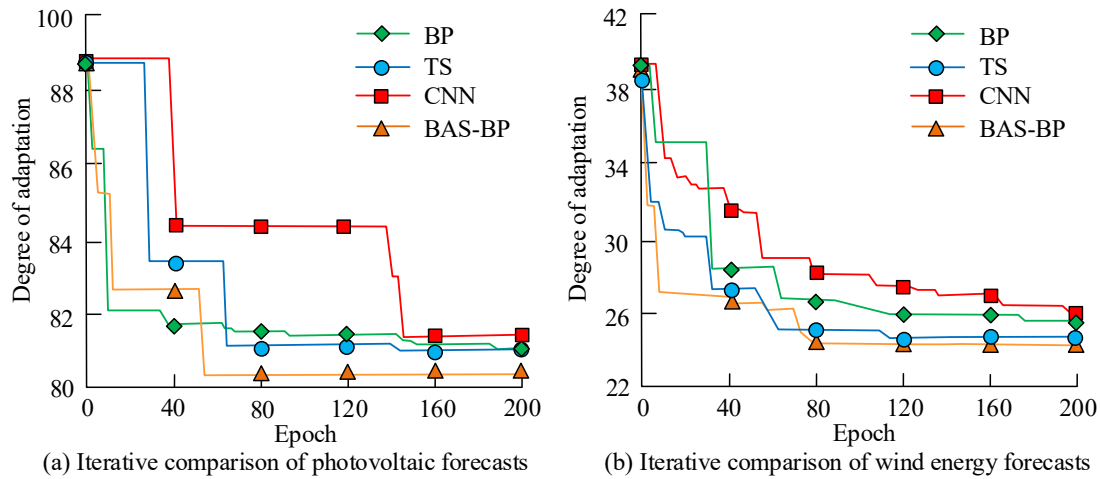 100
88
86
84
82
80
Degree of adaptation
0
40
80
120
160
200
Epoch
BP
TS
CNN
BAS-BP
(a) Iterative comparison of photovoltaic forecasts
42
38
34
30
26
22
Degree of adaptation
0
40
80
120
160
200
Epoch
BP
TS
CNN
BAS-BP
(b) Iterative comparison of wind energy forecasts